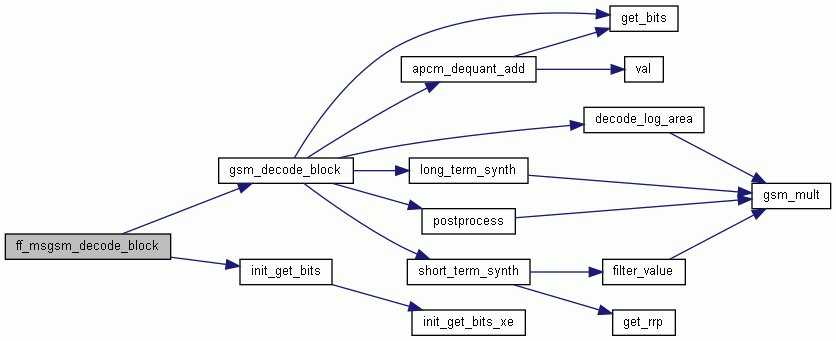 get_bits
apcm_dequant_add
val
decode_log_area
gsm_decode_block
long_term_synth
gsm_mult
postprocess
ff_msgsm_decode_block
init_get_bits
short_term_synth
filter_value
init_get_bits_xe
get_rrp